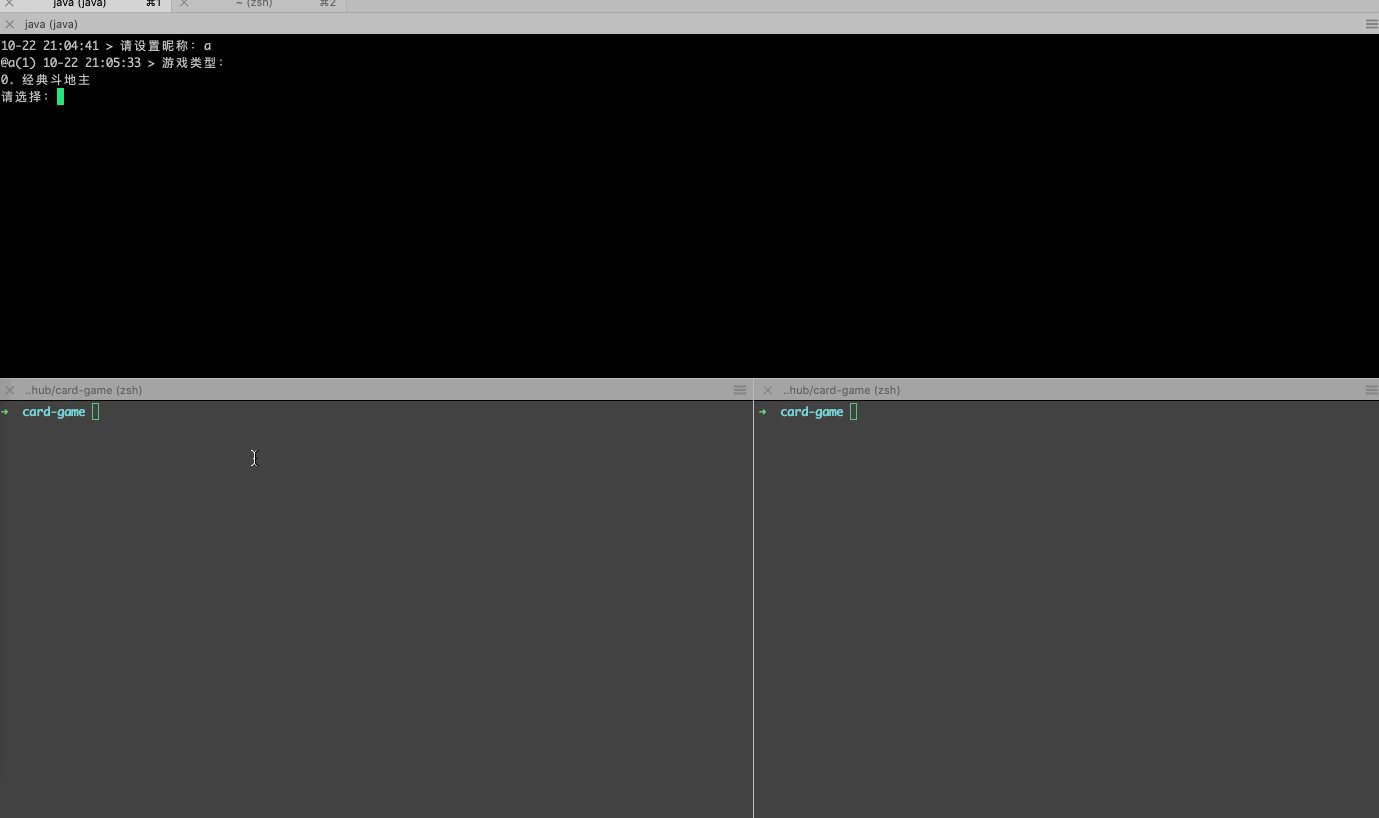 java (java) ⌘1 ~ (zsh) ⌘2
java (java)
10-22 21:04:41 > 请设置昵称: a
@a(1) 10-22 21:05:33 > 游戏类型:
0. 经典斗地主
请选择:
..hub/card-game (zsh)
➜ card-game
..hub/card-game (zsh)
➜ card-game